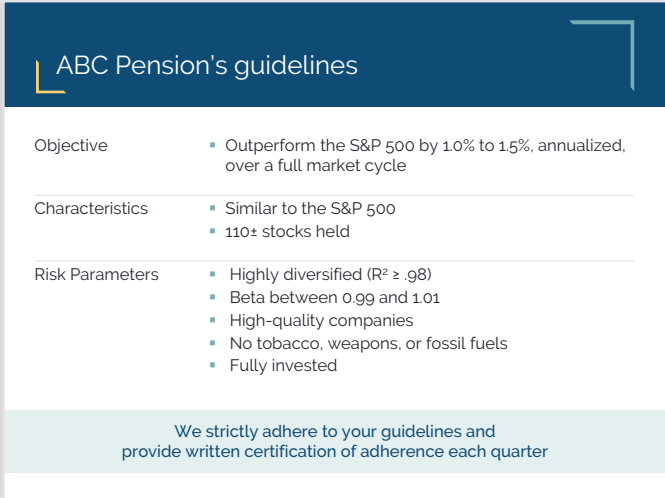 ABC Pension's guidelines
Objective
▪ Outperform the S&P 500 by 1.0% to 1.5%, annualized,
over a full market cycle
Characteristics
▪ Similar to the S&P 500
▪ 110± stocks held
Risk Parameters
▪ Highly diversified (R² ≥ .98)
▪ Beta between 0.99 and 1.01
▪ High-quality companies
▪ No tobacco, weapons, or fossil fuels
▪ Fully invested
We strictly adhere to your guidelines and
provide written certification of adherence each quarter